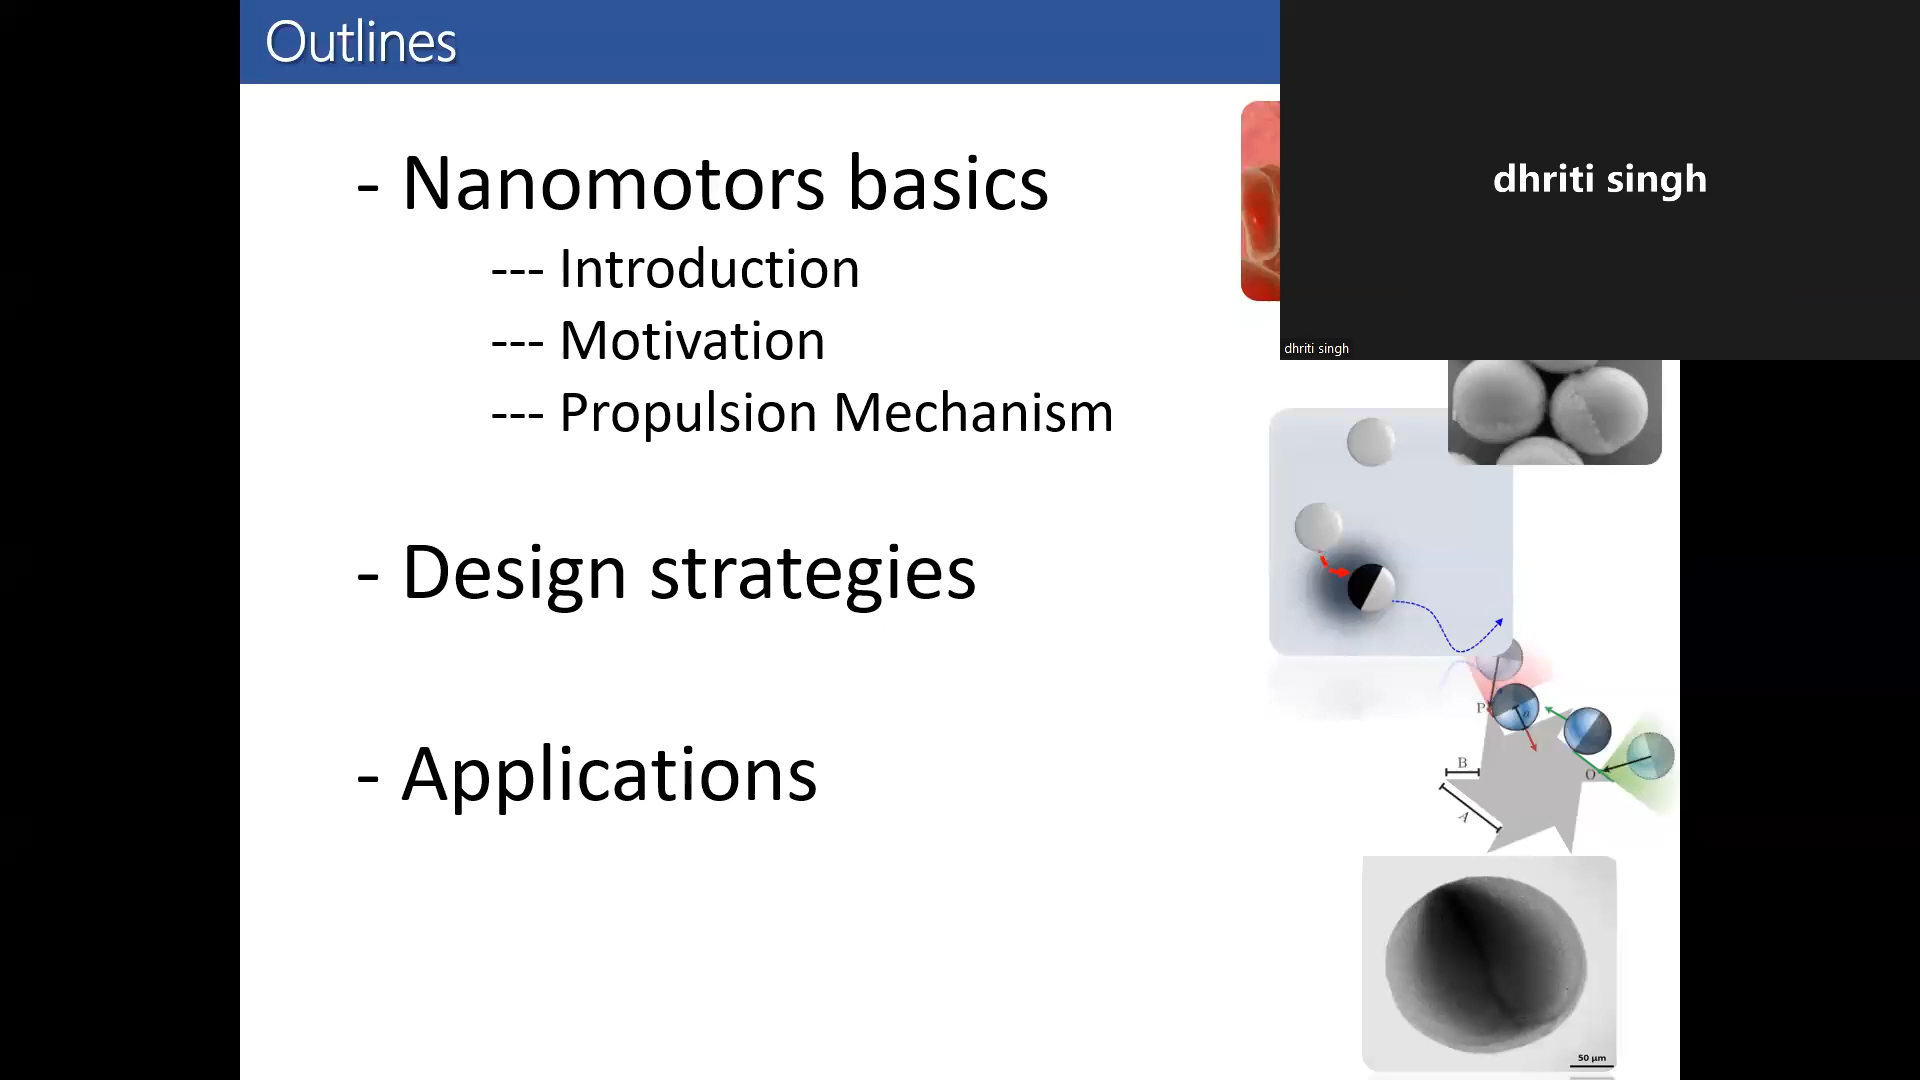 Outlines
dhriti singh
dhriti singh
- Nanomotors basics
--- Introduction
--- Motivation
--- Propulsion Mechanism
- Design strategies
- Applications
P
a
B
O
A
50 µm